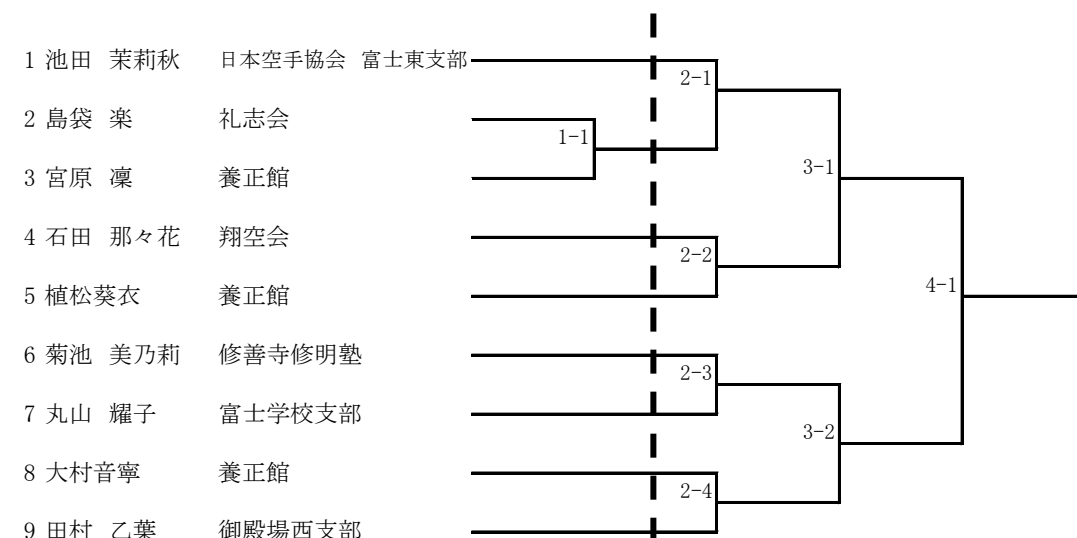 1 池田 茉莉秋 日本空手協会 富士東支部
2-1
2 島袋 楽 礼志会
1-1
3 宮原 凜 養正館
3-1
4 石田 那々花 翔空会
2-2
5 植松葵衣 養正館
4-1
6 菊池 美乃莉 修善寺修明塾
2-3
7 丸山 耀子 富士学校支部
3-2
8 大村音寧 養正館
2-4
9 田村 乙葉 御殿場西支部